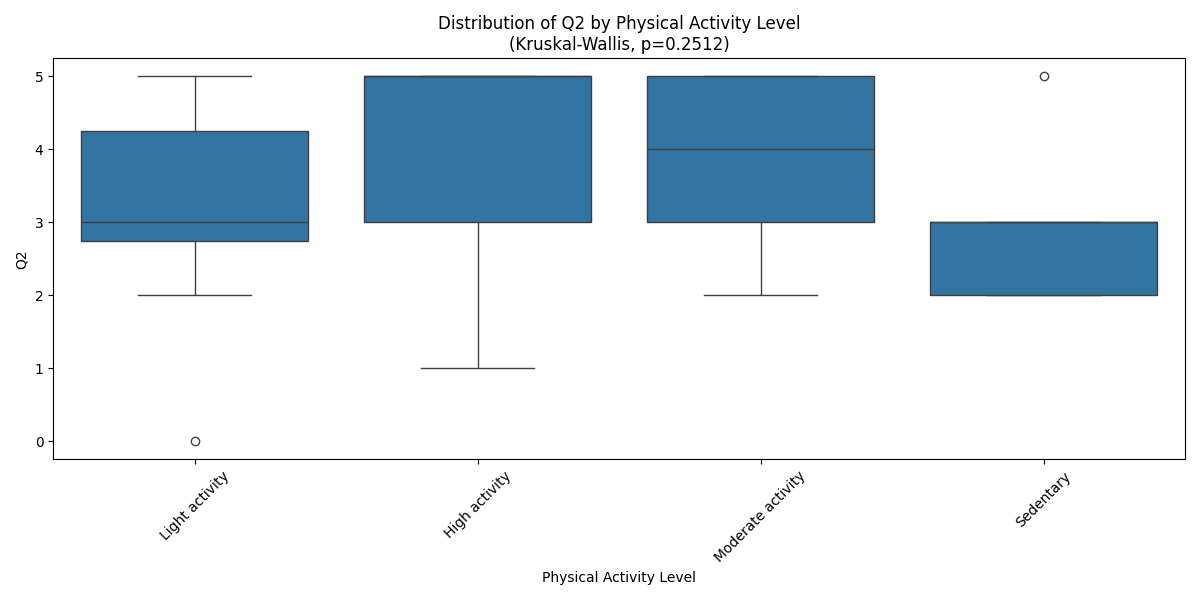 Distribution of Q2 by Physical Activity Level
(Kruskal-Wallis, p=0.2512)
5
4
3
2
1
0
Q2
Light activity
High activity
Moderate activity
Sedentary
Physical Activity Level